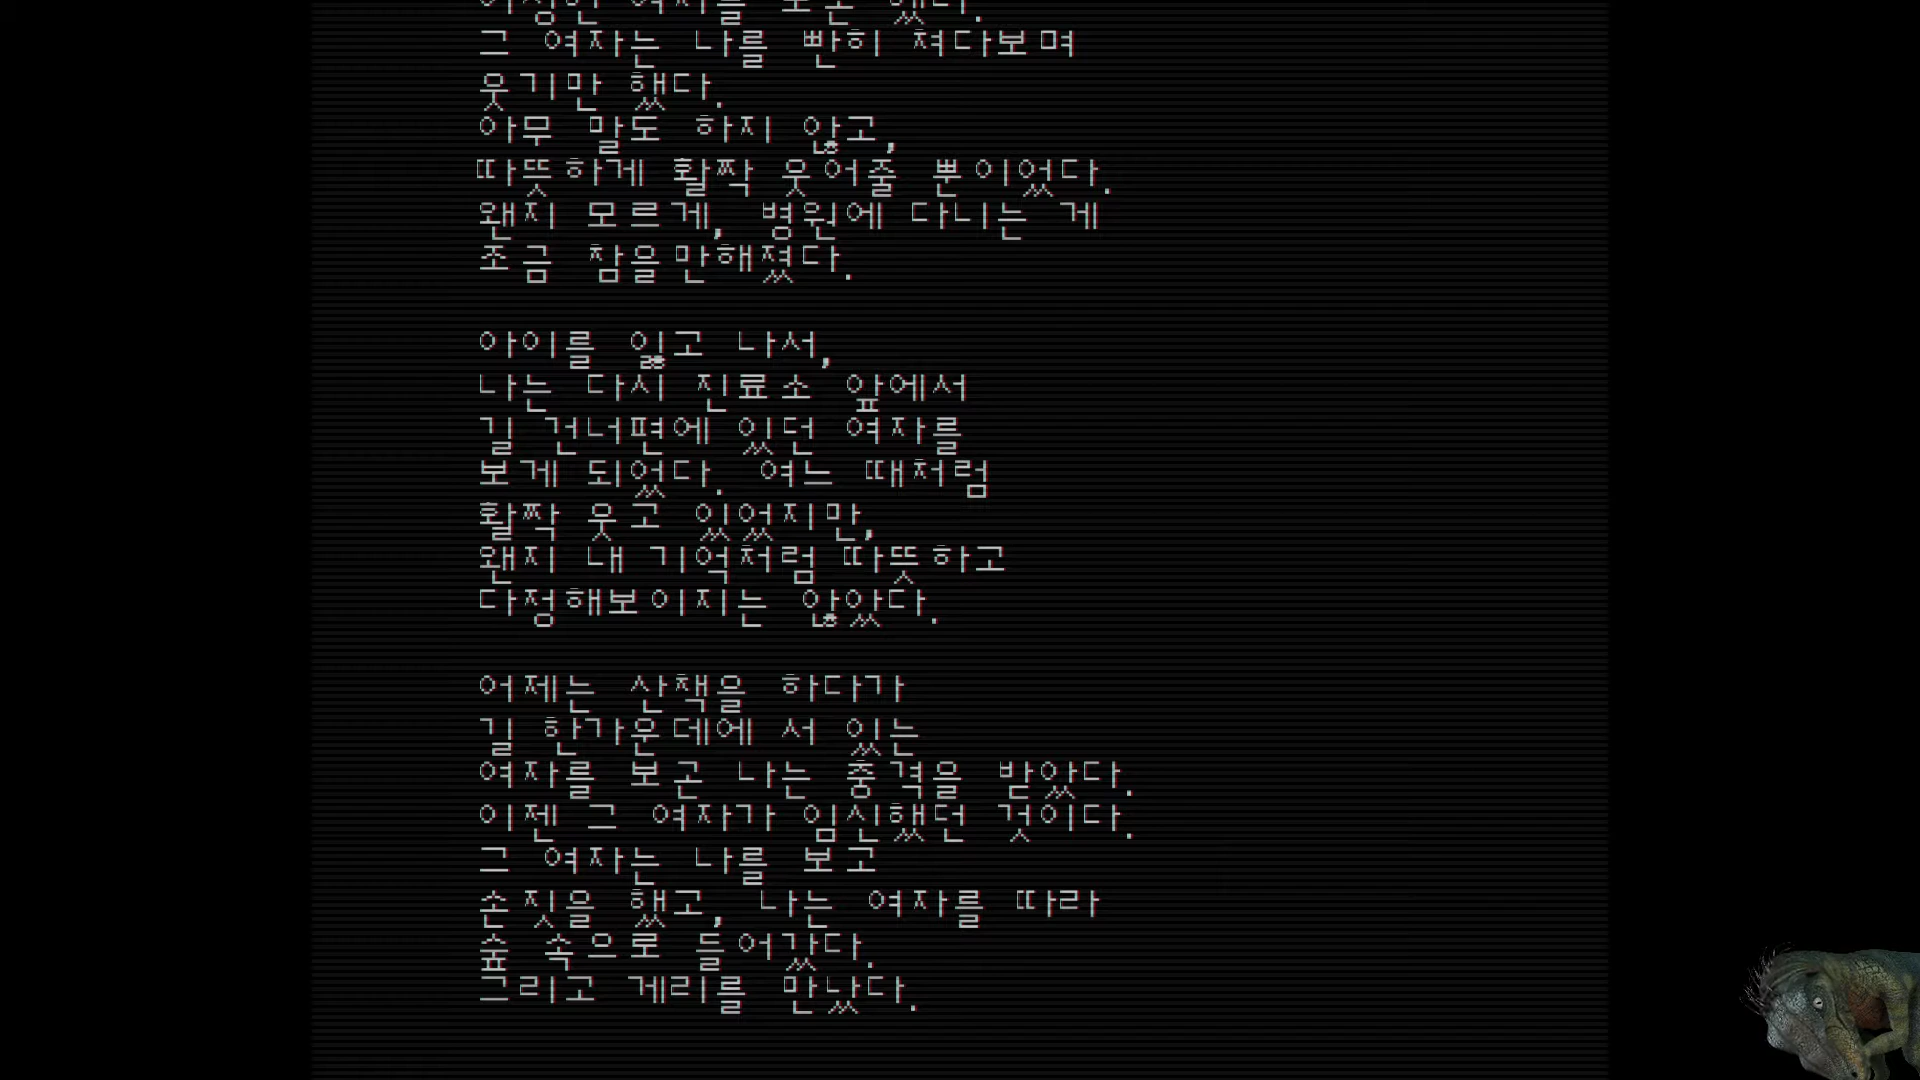 여자를 보곤 했다.
그 여자는 나를 빤히 쳐다보며
웃기만 했다.
아무 말도 하지 않고,
따뜻하게 활짝 웃어줄 뿐이었다.
왠지 모르게, 병원에 다니는 게
조금 참을만해졌다.
아이를 잃고 나서,
나는 다시 진료소 앞에서
길 건너편에 있던 여자를
보게 되었다. 여느 때처럼
활짝 웃고 있었지만,
왠지 내 기억처럼 따뜻하고
다정해보이지는 않았다.
어제는 산책을 하다가
길 한가운데에 서 있는
여자를 보곤 나는 충격을 받았다.
이젠 그 여자가 임신했던 것이다.
그 여자는 나를 보고
손짓을 했고, 나는 여자를 따라
숲 속으로 들어갔다.
그리고 게리를 만났다.